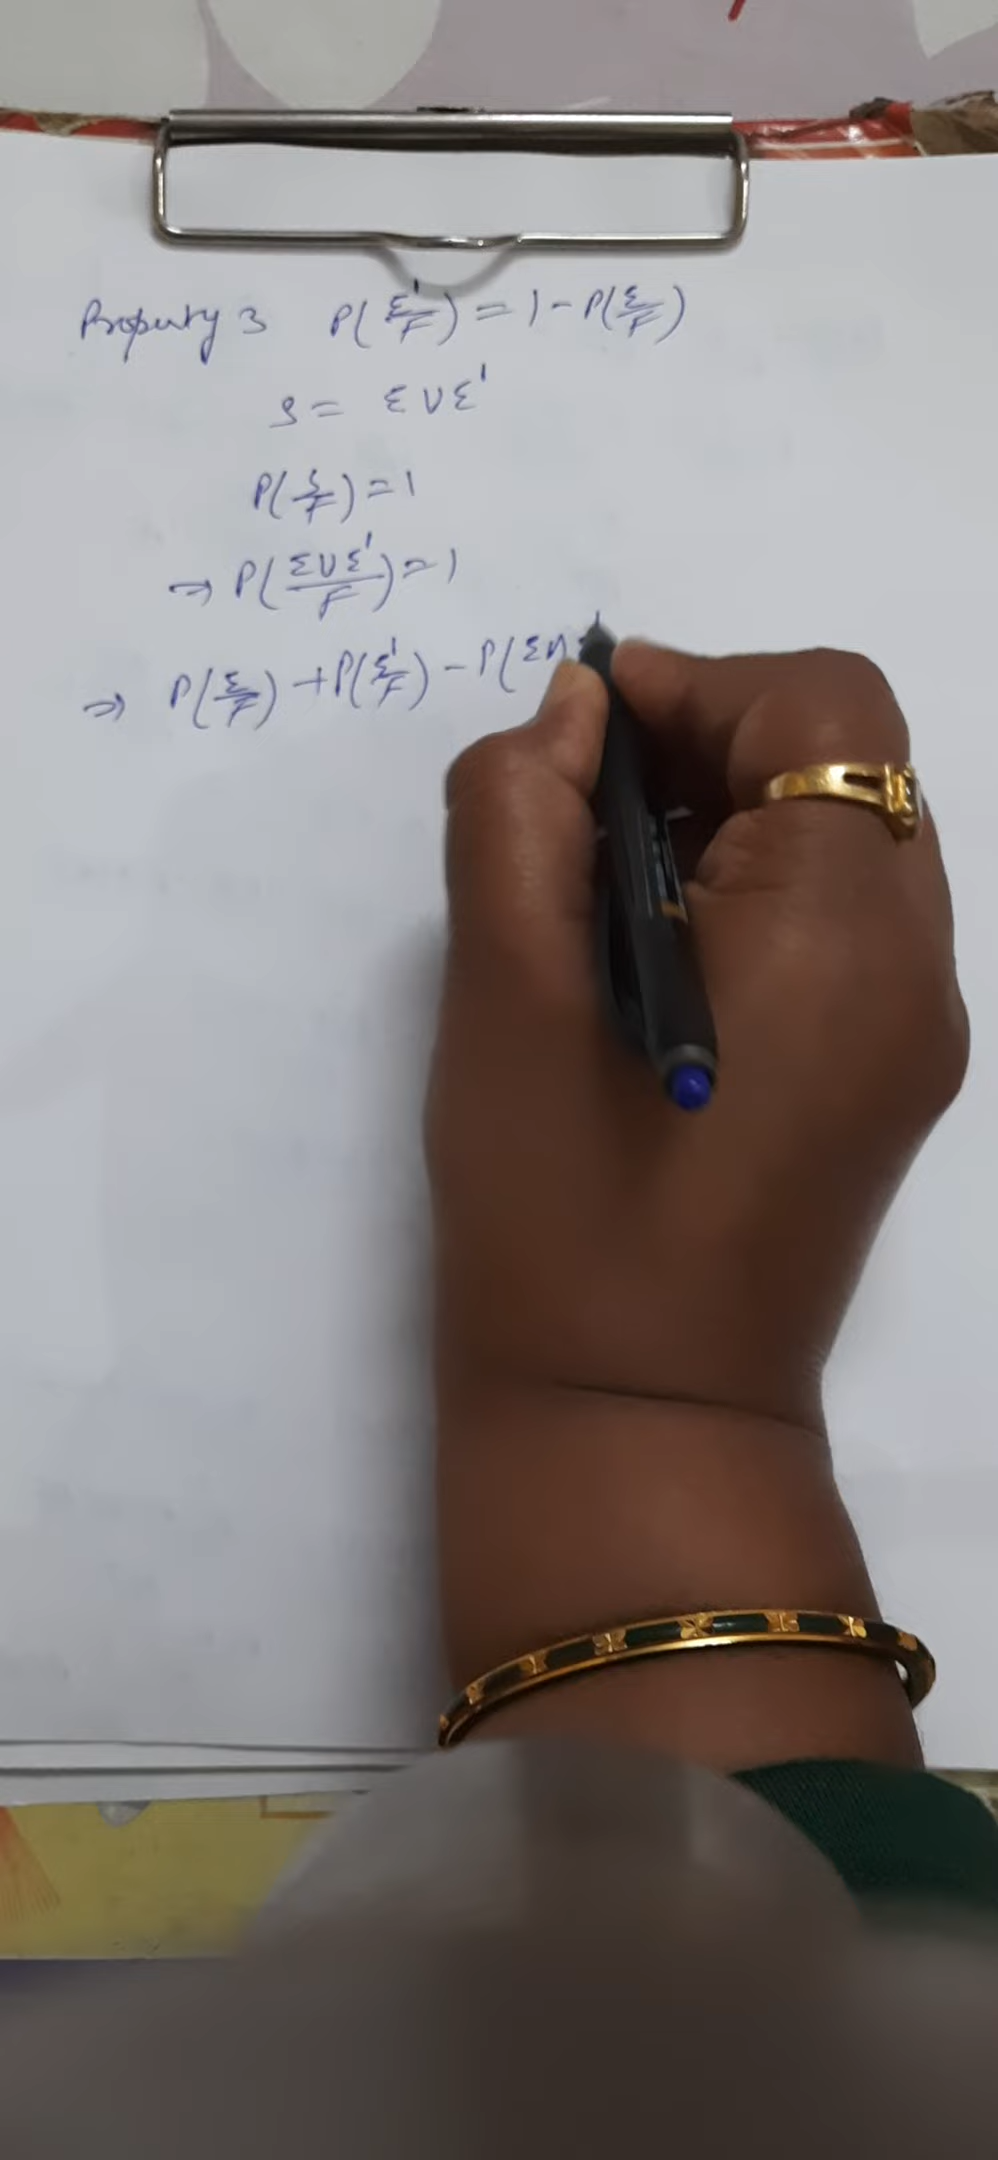 Property 3 P(E'/F) = 1 - P(E/F)
S = E U E'
P(S/F) = 1
⇒ P(E U E'/F) = 1
⇒ P(E/F) + P(E'/F) - P(E ∩